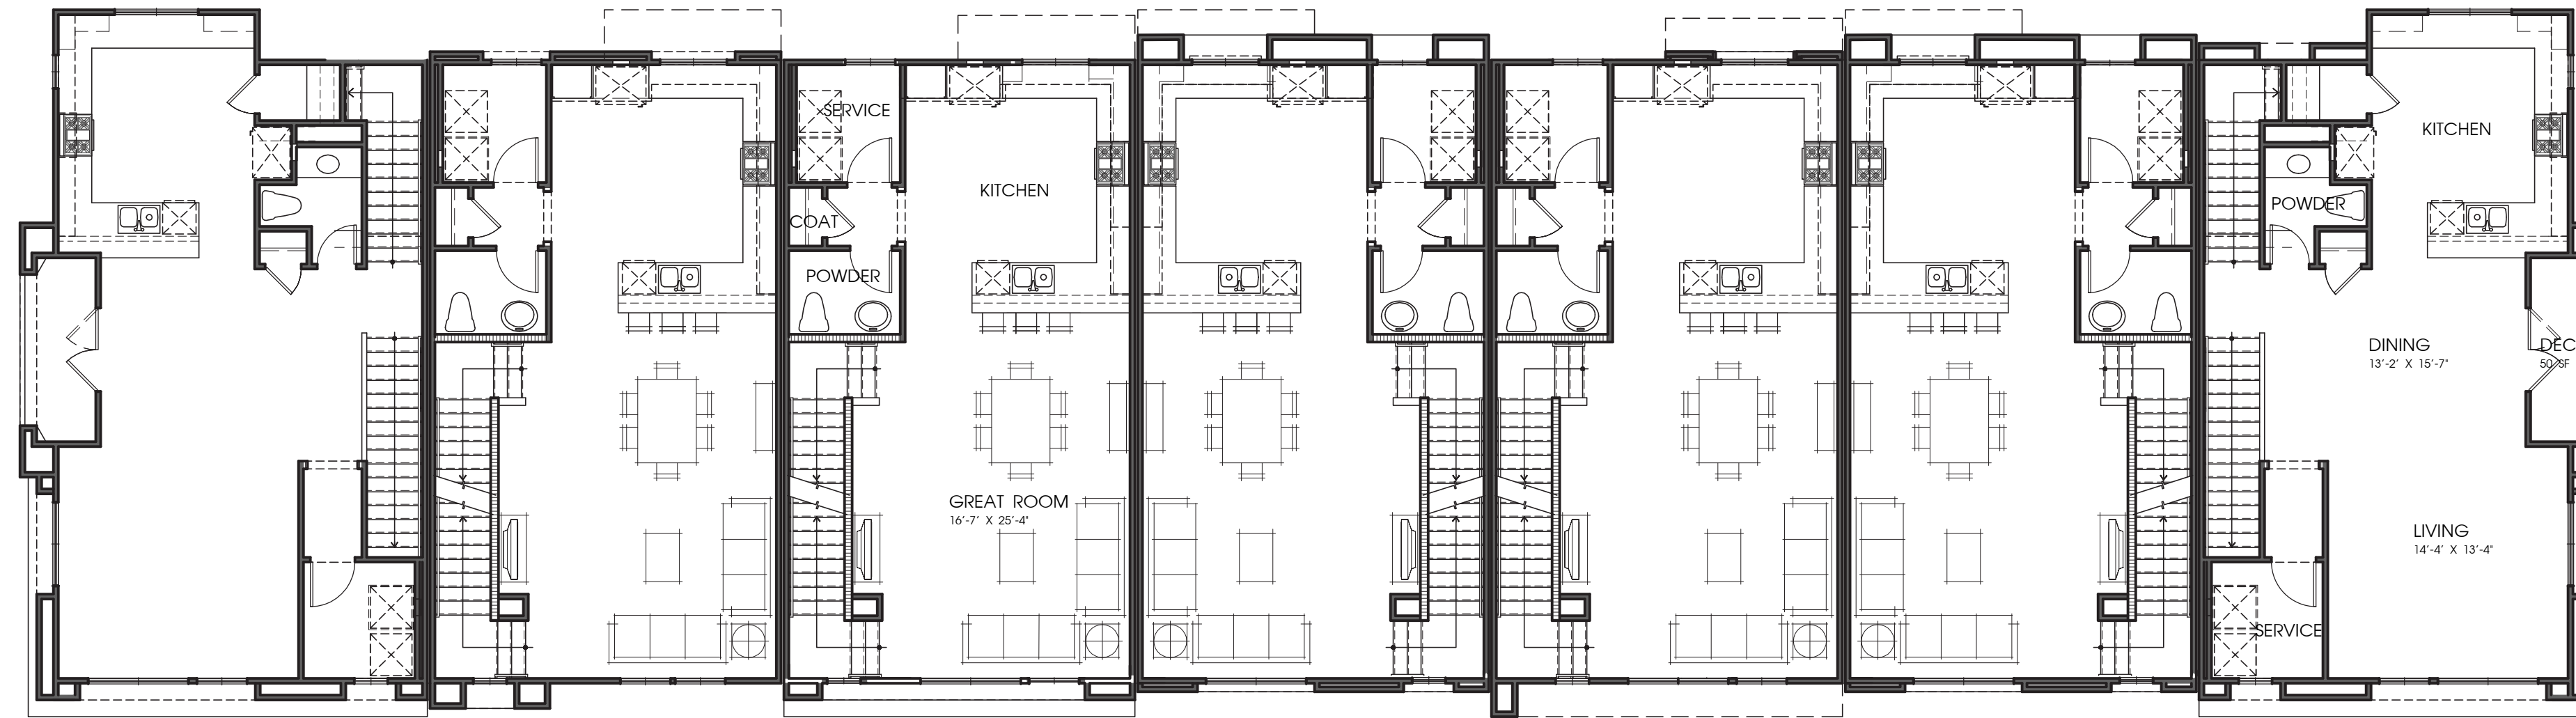 SERVICE
KITCHEN
COAT
POWDER
GREAT ROOM
16'-7' X 25'-4"
KITCHEN
POWDER
DINING
13'-2' X 15'-7"
DEC
50 SF
LIVING
14'-4' X 13'-4"
SERVICE